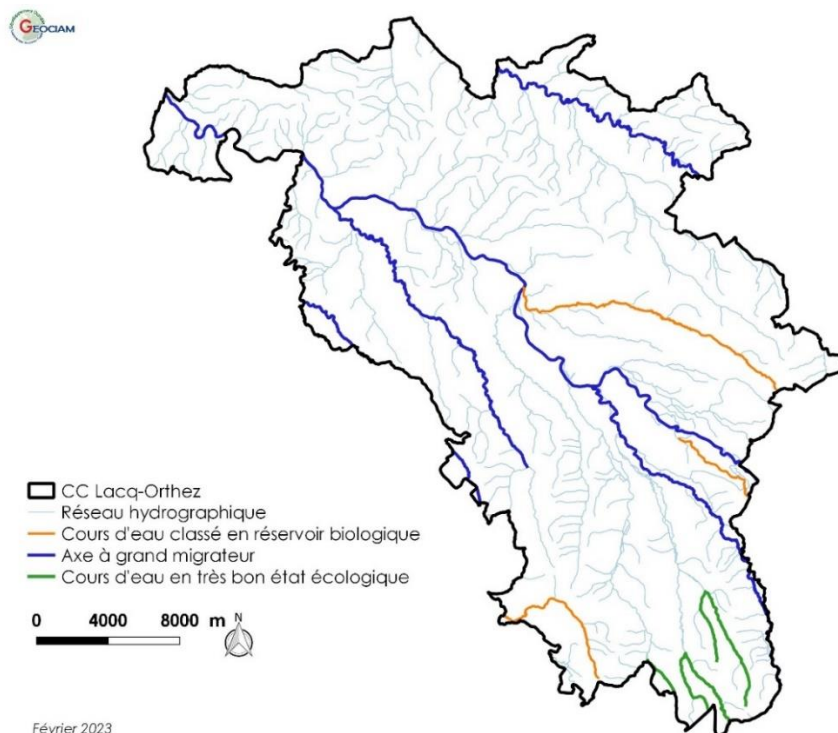 GEOCIAM
CC Lacq-Orthez
Réseau hydrographique
Cours d'eau classé en réservoir biologique
Axe à grand migrateur
Cours d'eau en très bon état écologique
0 4000 8000 m N
Février 2023